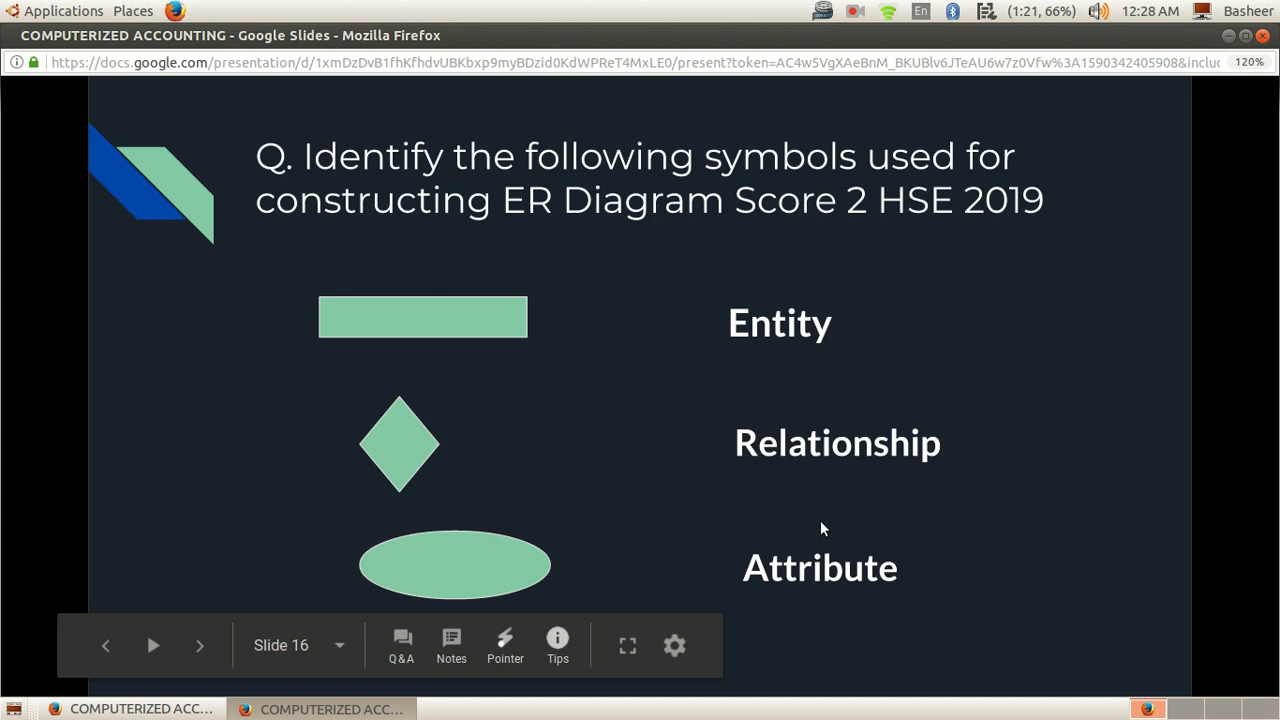 Applications Places En (1:21, 66%) 12:28 AM Basheer
COMPUTERIZED ACCOUNTING - Google Slides - Mozilla Firefox
https://docs.google.com/presentation/d/1xmDzDvB1fhKfhdvUBKbxp9myBDzid0KdWPReT4MxLE0/present?token=AC4w5VgXAeBnM_BKUBlv6JTeAU6w7z0Vfw%3A1590342405908&includ 120%
Q. Identify the following symbols used for
constructing ER Diagram Score 2 HSE 2019
Entity
Relationship
Attribute
Slide 16
Q&A Notes Pointer Tips
COMPUTERIZED ACC... COMPUTERIZED ACC...